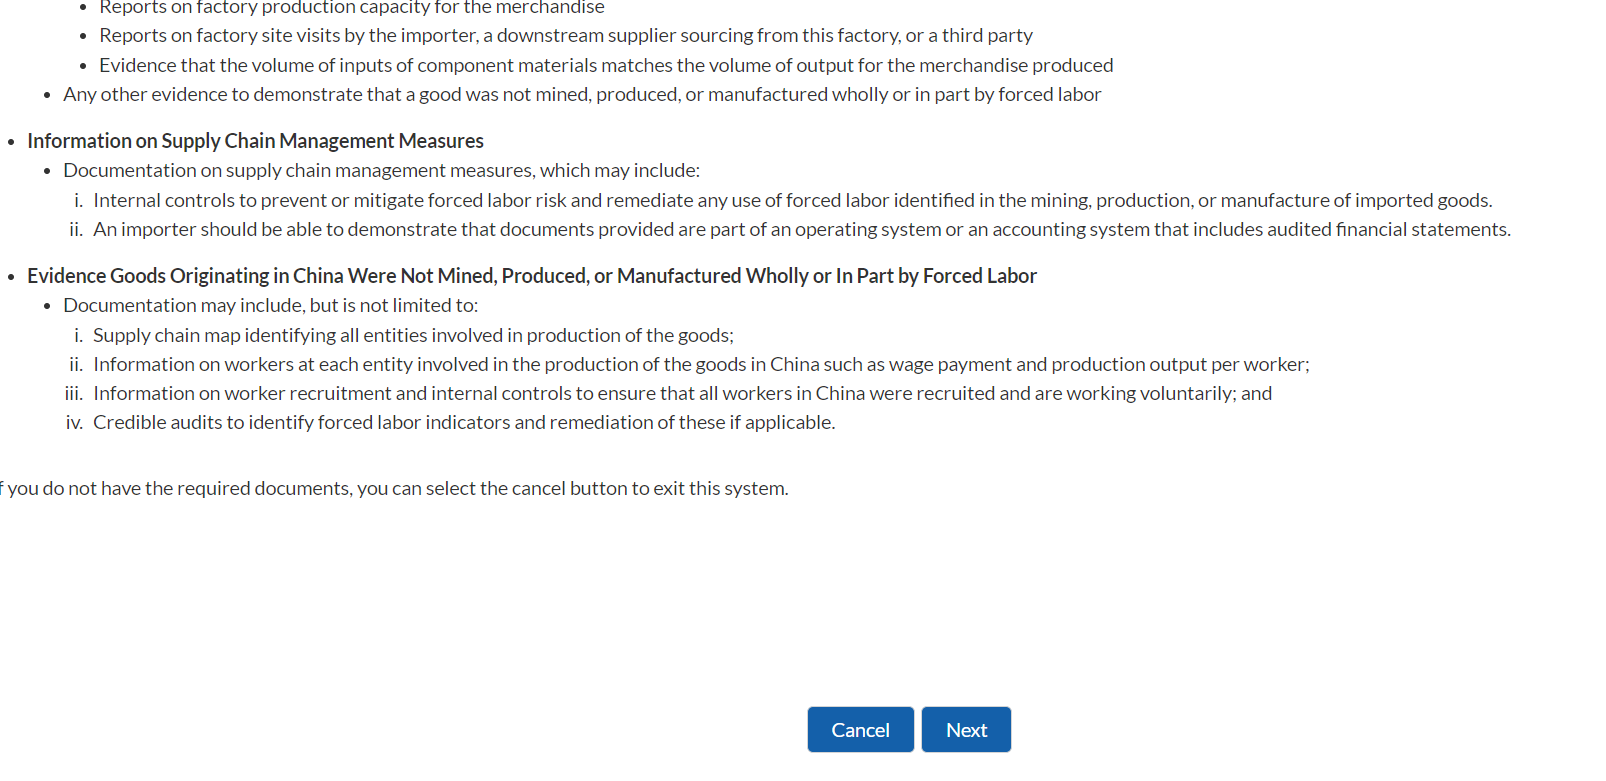 • Reports on factory production capacity for the merchandise
• Reports on factory site visits by the importer, a downstream supplier sourcing from this factory, or a third party
• Evidence that the volume of inputs of component materials matches the volume of output for the merchandise produced
• Any other evidence to demonstrate that a good was not mined, produced, or manufactured wholly or in part by forced labor
• Information on Supply Chain Management Measures
• Documentation on supply chain management measures, which may include:
i. Internal controls to prevent or mitigate forced labor risk and remediate any use of forced labor identified in the mining, production, or manufacture of imported goods.
ii. An importer should be able to demonstrate that documents provided are part of an operating system or an accounting system that includes audited financial statements.
• Evidence Goods Originating in China Were Not Mined, Produced, or Manufactured Wholly or In Part by Forced Labor
• Documentation may include, but is not limited to:
i. Supply chain map identifying all entities involved in production of the goods;
ii. Information on workers at each entity involved in the production of the goods in China such as wage payment and production output per worker;
iii. Information on worker recruitment and internal controls to ensure that all workers in China were recruited and are working voluntarily; and
iv. Credible audits to identify forced labor indicators and remediation of these if applicable.
f you do not have the required documents, you can select the cancel button to exit this system.
Cancel Next